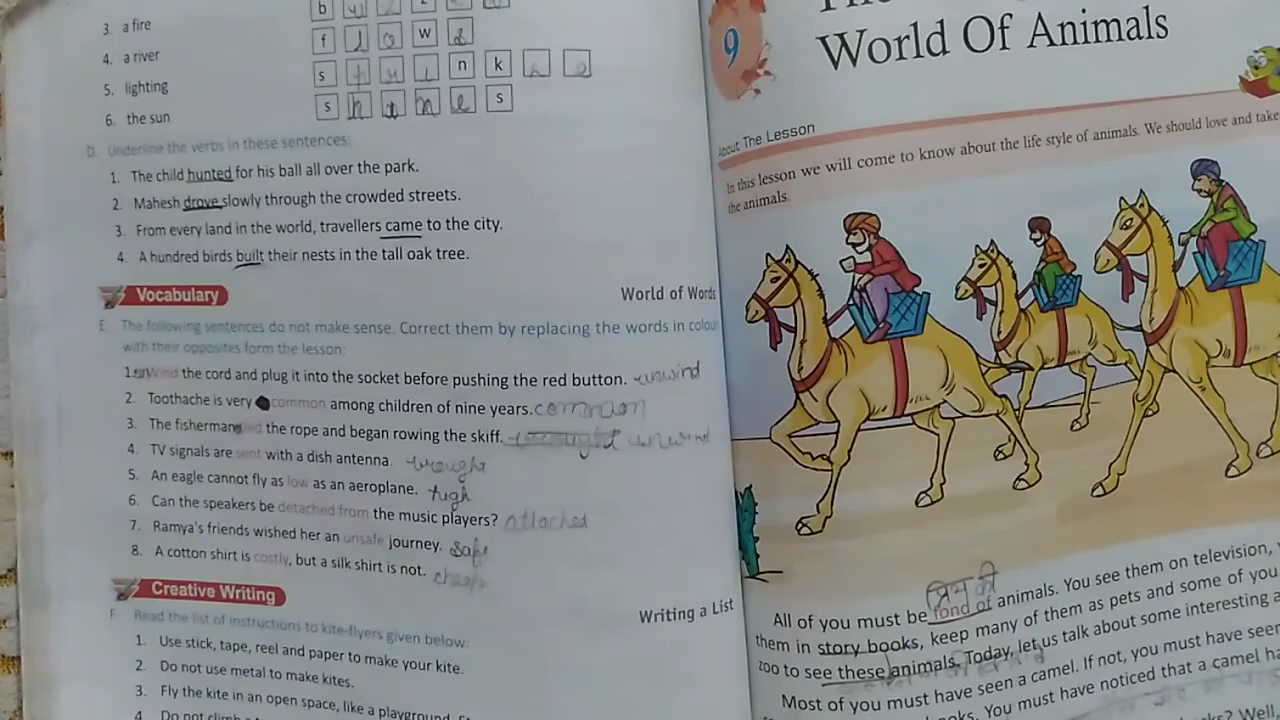 3. a fire
b
4. a river
f l o w s
5. lighting
s t r i n k
6. the sun
s h i n e s
D. Underline the verbs in these sentences:
1. The child hunted for his ball all over the park.
2. Mahesh drove slowly through the crowded streets.
3. From every land in the world, travellers came to the city.
4. A hundred birds built their nests in the tall oak tree.
Vocabulary
World of Words
E. The following sentences do not make sense. Correct them by replacing the words in colour
with their opposites form the lesson:
1. Wind the cord and plug it into the socket before pushing the red button. unwind
2. Toothache is very common among children of nine years. common
3. The fisherman the rope and began rowing the skiff. unwind
4. TV signals are sent with a dish antenna.
5. An eagle cannot fly as low as an aeroplane. high
6. Can the speakers be detached from the music players? attached
7. Ramya's friends wished her an unsafe journey. safe
8. A cotton shirt is costly, but a silk shirt is not. cheap
Creative Writing
Writing a List
F. Read the list of instructions to kite-flyers given below:
1. Use stick, tape, reel and paper to make your kite.
2. Do not use metal to make kites.
3. Fly the kite in an open space, like a playground,
4. Do not climb
9
World Of Animals
About The Lesson
In this lesson we will come to know about the life style of animals. We should love and take
the animals.
All of you must be fond of animals. You see them on television,
them in story books, keep many of them as pets and some of you
zoo to see these animals. Today, let us talk about some interesting
Most of you must have seen a camel. If not, you must have seen
You must have noticed that a camel
Well,